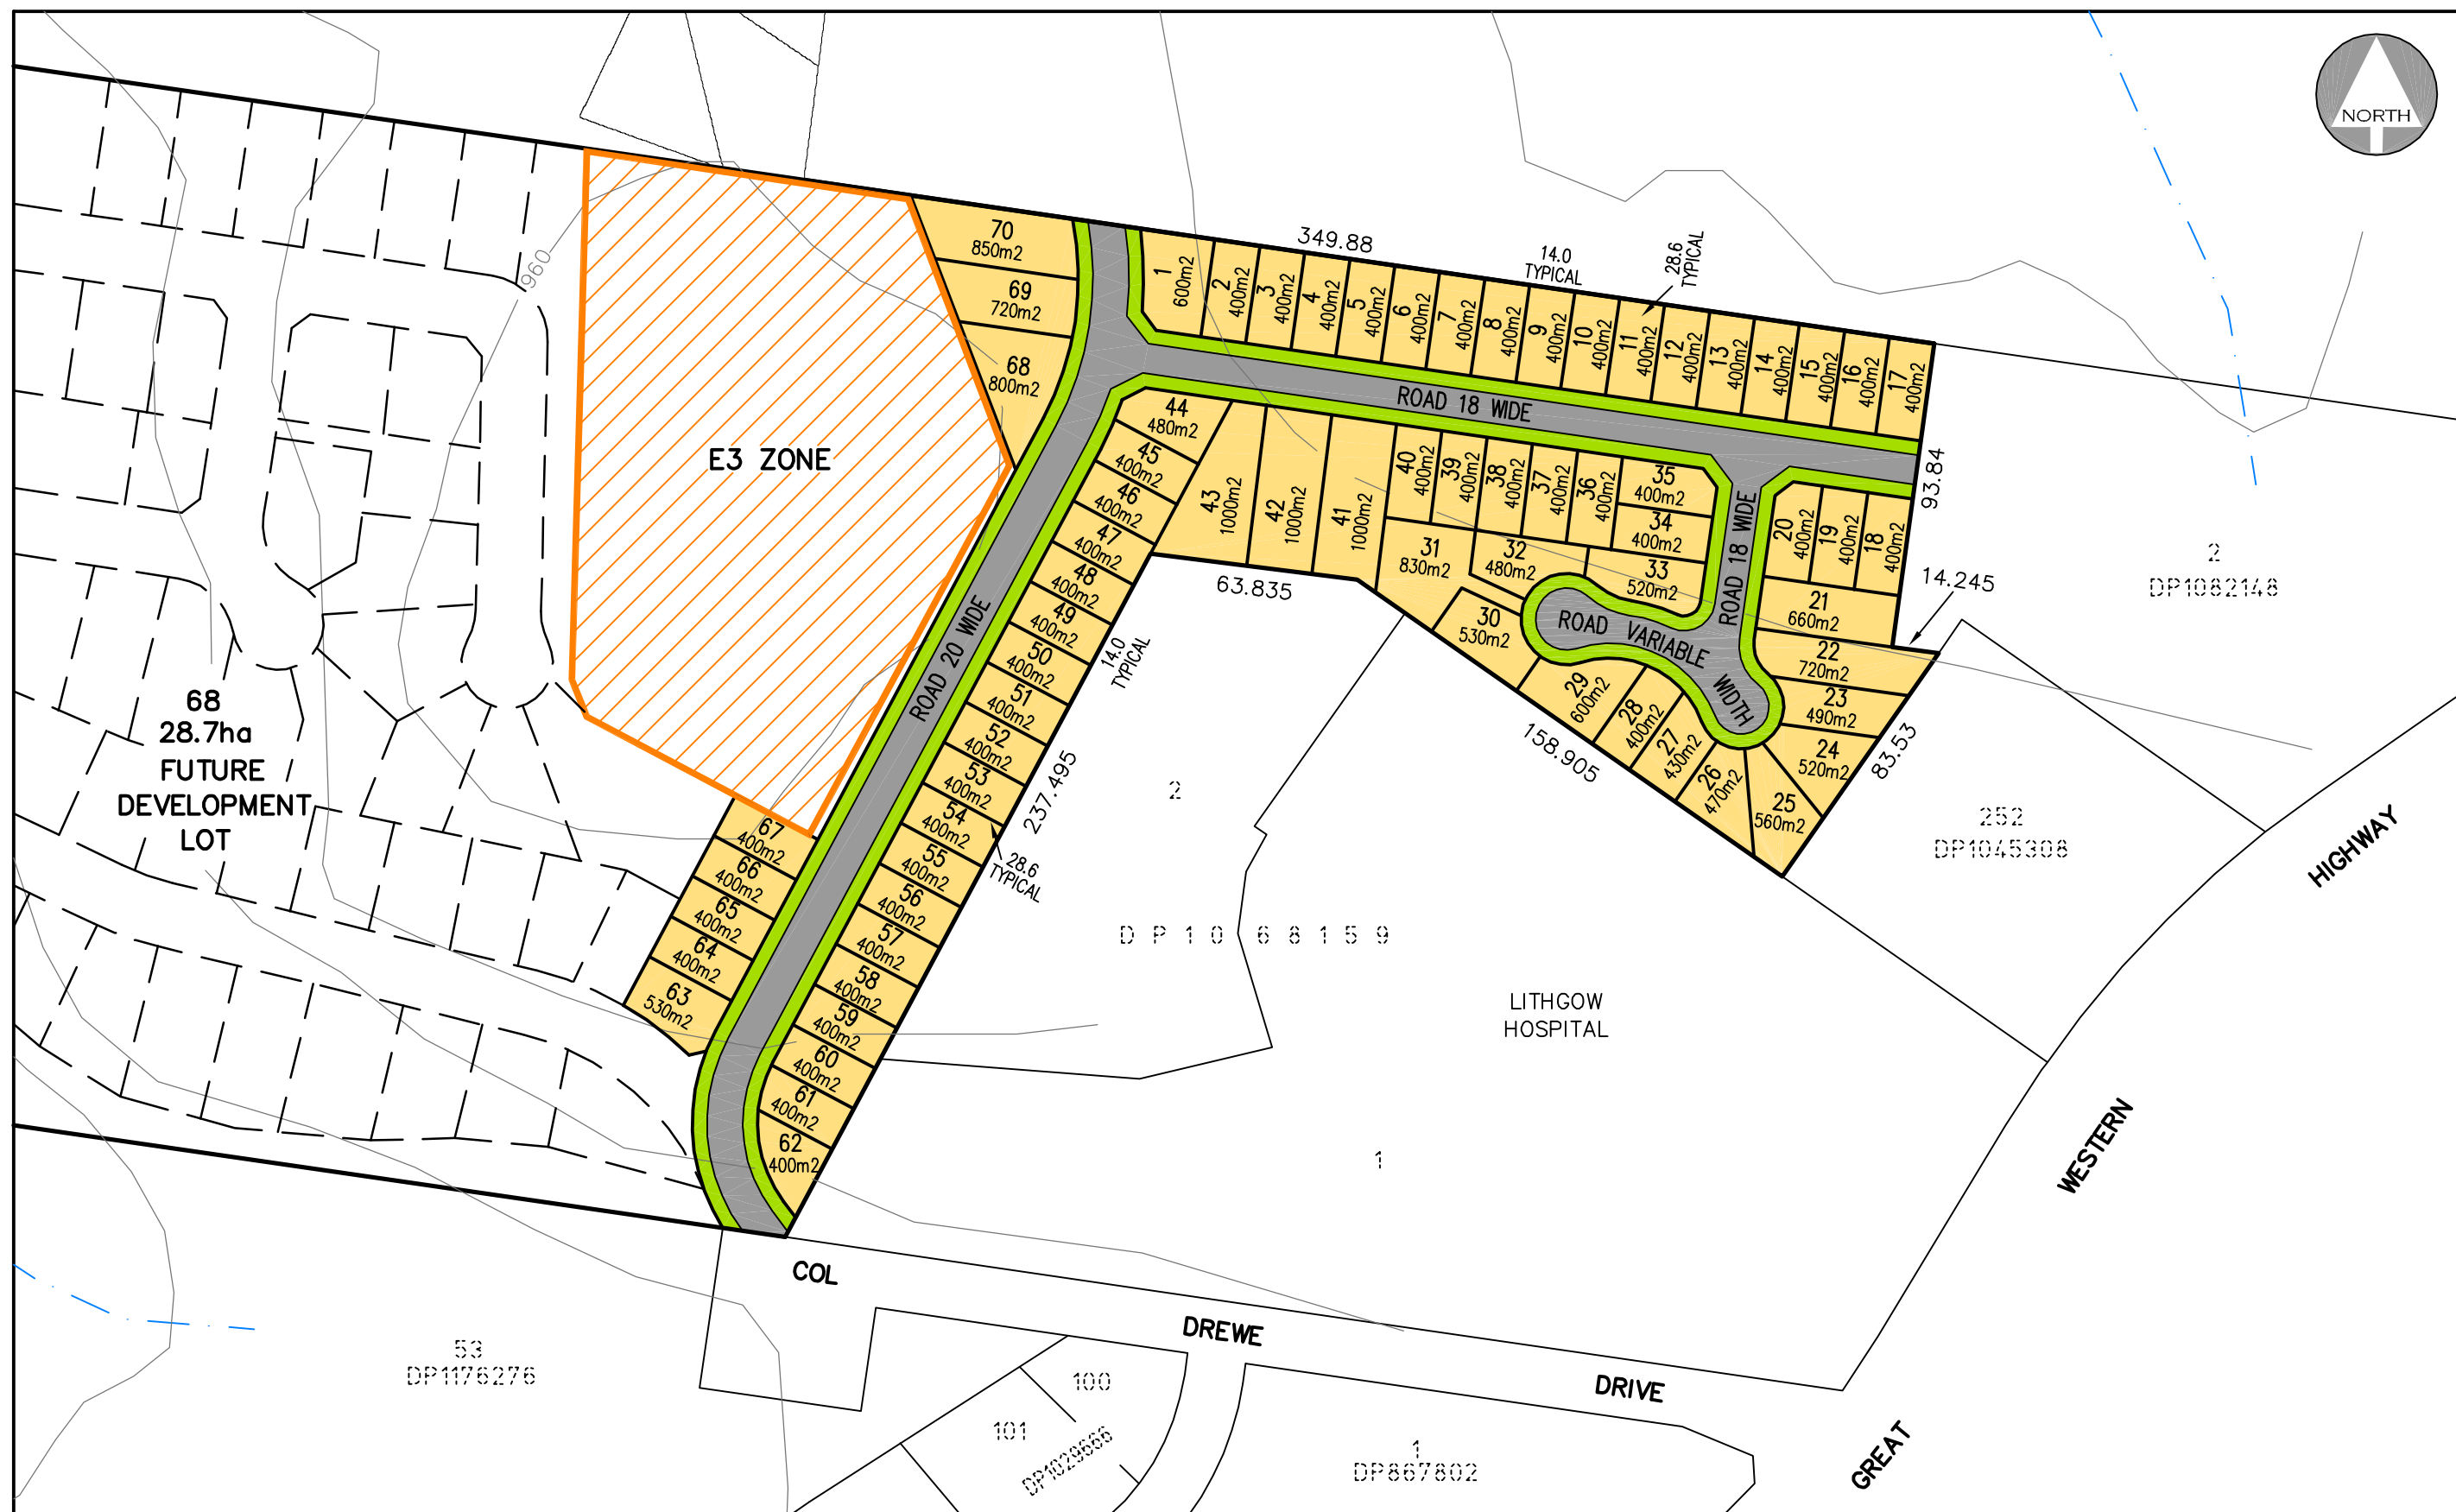 NORTH
960
E3 ZONE
68
28.7ha
FUTURE
DEVELOPMENT
LOT
70
850m2
69
720m2
68
800m2
349.88
14.0
TYPICAL
28.6
TYPICAL
1
600m2
2
400m2
3
400m2
4
400m2
5
400m2
6
400m2
7
400m2
8
400m2
9
400m2
10
400m2
11
400m2
12
400m2
13
400m2
14
400m2
15
400m2
16
400m2
17
400m2
ROAD 18 WIDE
93.84
44
480m2
45
400m2
46
400m2
47
400m2
48
400m2
49
400m2
50
400m2
51
400m2
52
400m2
53
400m2
54
400m2
55
400m2
56
400m2
57
400m2
58
400m2
59
400m2
60
400m2
61
400m2
62
400m2
43
1000m2
42
1000m2
41
1000m2
40
400m2
39
400m2
38
400m2
37
400m2
36
400m2
35
400m2
34
400m2
33
520m2
32
480m2
31
830m2
30
530m2
29
600m2
28
400m2
27
430m2
26
470m2
25
560m2
24
520m2
23
490m2
22
720m2
21
660m2
20
400m2
19
400m2
18
400m2
ROAD 18 WIDE
ROAD VARIABLE WIDTH
14.245
63.835
158.905
83.53
ROAD 20 WIDE
14.0
TYPICAL
237.495
28.6
TYPICAL
67
400m2
66
400m2
65
400m2
64
400m2
63
530m2
2
DP1082148
252
DP1045308
2
DP1068159
LITHGOW
HOSPITAL
1
GREAT WESTERN HIGHWAY
COL DREWE DRIVE
53
DP1176276
100
101
DP1029666
1
DP867802